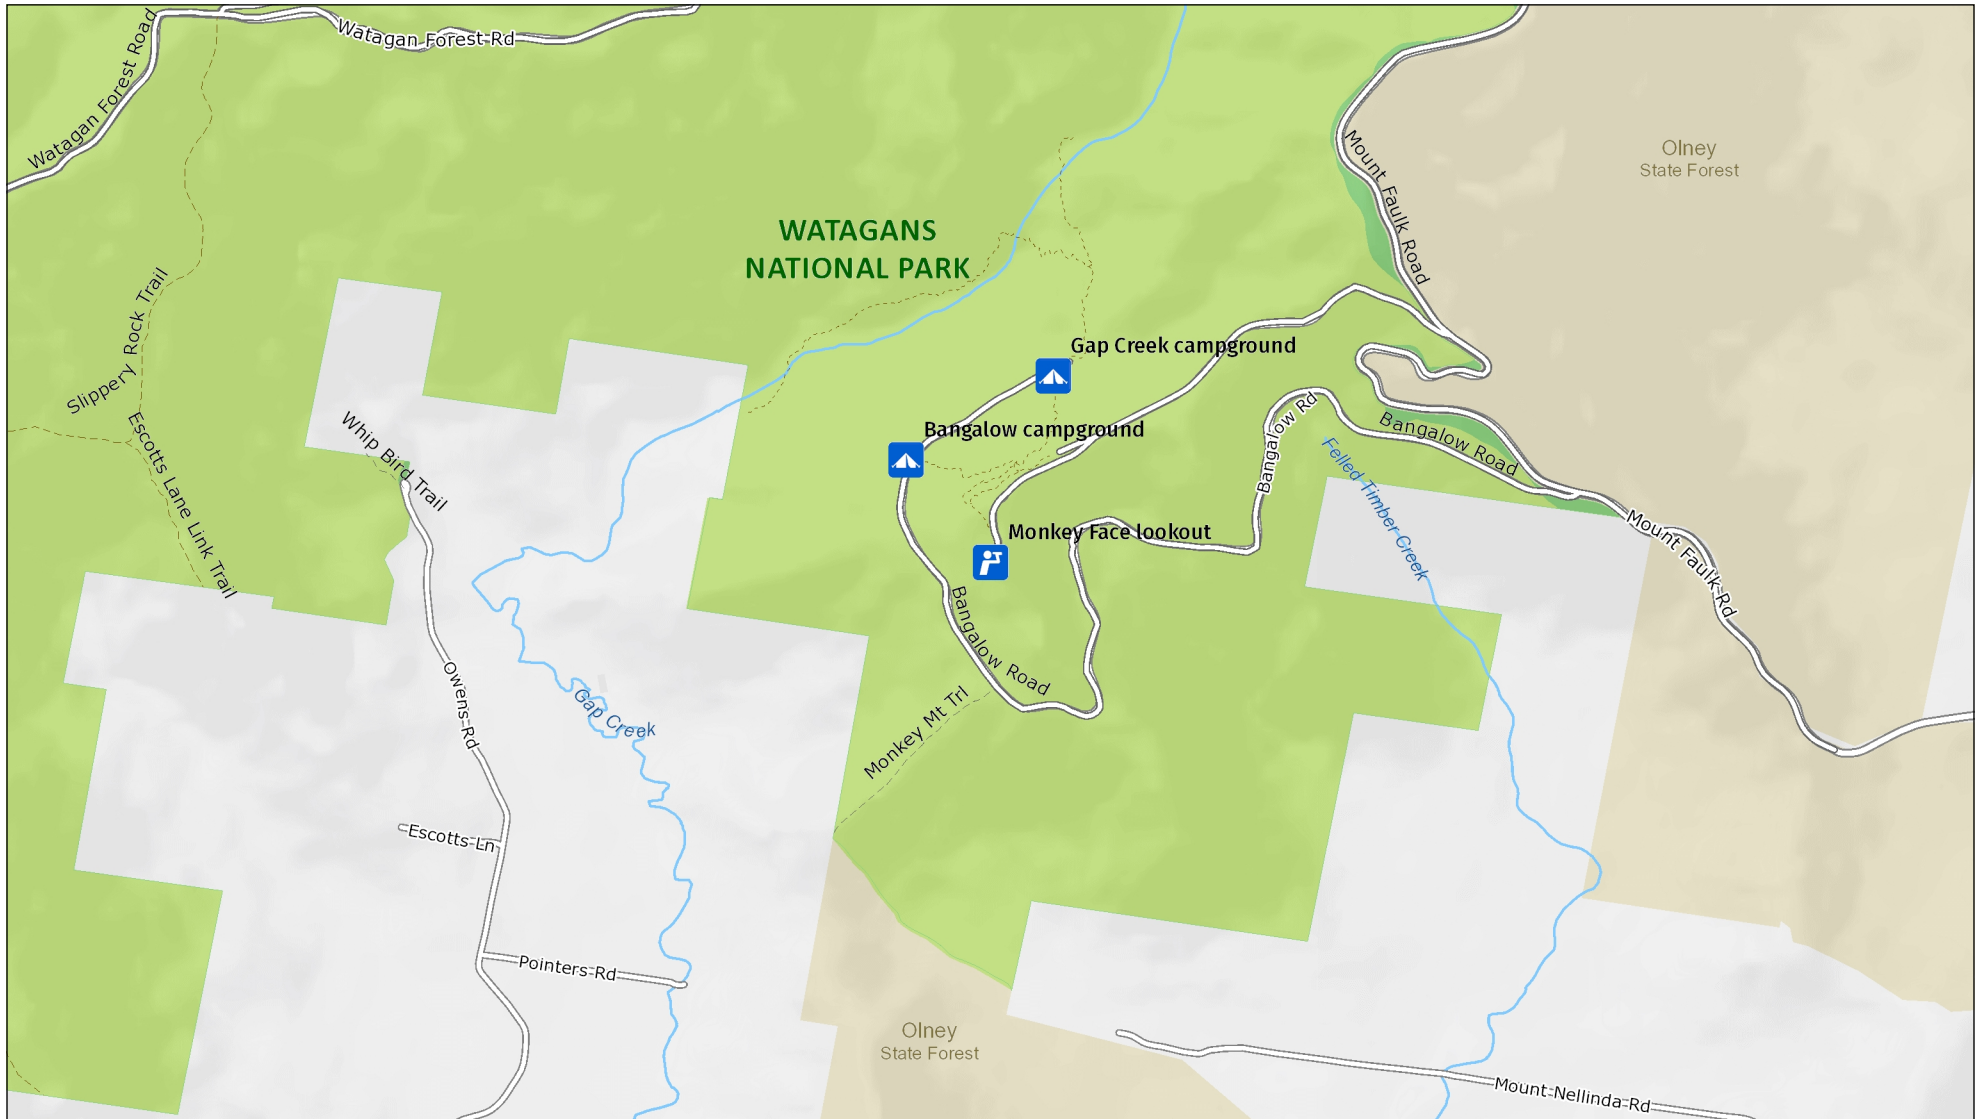 Watagan Forest Road
Watagan Forest Rd
Olney
State Forest
Mount Faulk Road
WATAGANS
NATIONAL PARK
Slippery Rock Trail
Gap Creek campground
Bangalow campground
Whip Bird Trail
Escotts Lane Link Trail
Bangalow Rd
Bangalow Road
Felled Timber Creek
Monkey Face lookout
Mount Faulk Rd
Bangalow Road
Owens Rd
Gap Creek
Monkey Mt Trl
Escotts Ln
Pointers Rd
Olney
State Forest
Mount Nellinda Rd